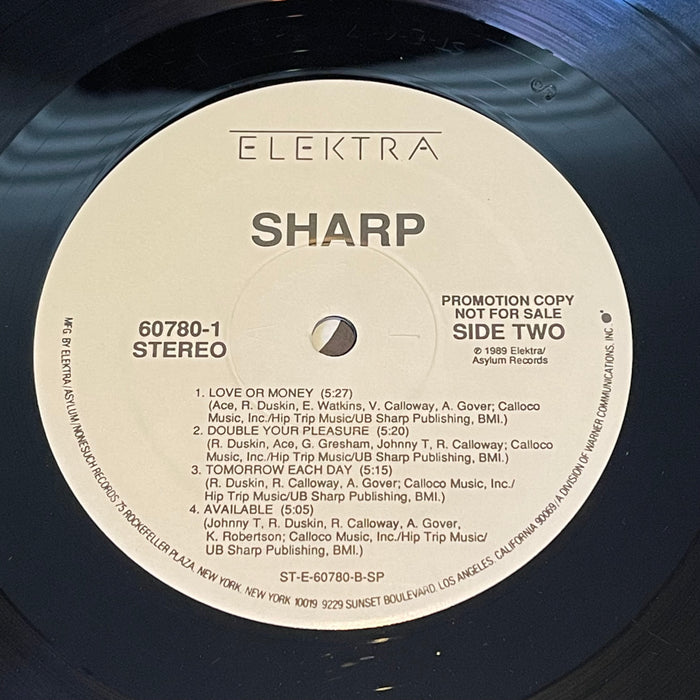 ELEKTRA
SHARP
60780-1
STEREO
PROMOTION COPY
NOT FOR SALE
SIDE TWO
℗ 1989 Elektra/
Asylum Records
1. LOVE OR MONEY (5:27)
(Ace, R. Duskin, E. Watkins, V. Calloway, A. Gover; Calloco
Music, Inc./Hip Trip Music/UB Sharp Publishing, BMI.)
2. DOUBLE YOUR PLEASURE (5:20)
(R. Duskin, Ace, G. Gresham, Johnny T, R. Calloway; Calloco
Music, Inc./Hip Trip Music/UB Sharp Publishing, BMI.)
3. TOMORROW EACH DAY (5:15)
(R. Duskin, R. Calloway, A. Gover; Calloco Music, Inc./
Hip Trip Music/UB Sharp Publishing, BMI.)
4. AVAILABLE (5:05)
(Johnny T, R. Duskin, R. Calloway, A. Gover,
K. Robertson; Calloco Music, Inc./Hip Trip Music/
UB Sharp Publishing, BMI.)
ST-E-60780-B-SP
MFG. BY ELEKTRA/ASYLUM/NONESUCH RECORDS 75 ROCKEFELLER PLAZA, NEW YORK, NEW YORK 10019 9229 SUNSET BOULEVARD, LOS ANGELES, CALIFORNIA 90069/A DIVISION OF WARNER COMMUNICATIONS, INC.